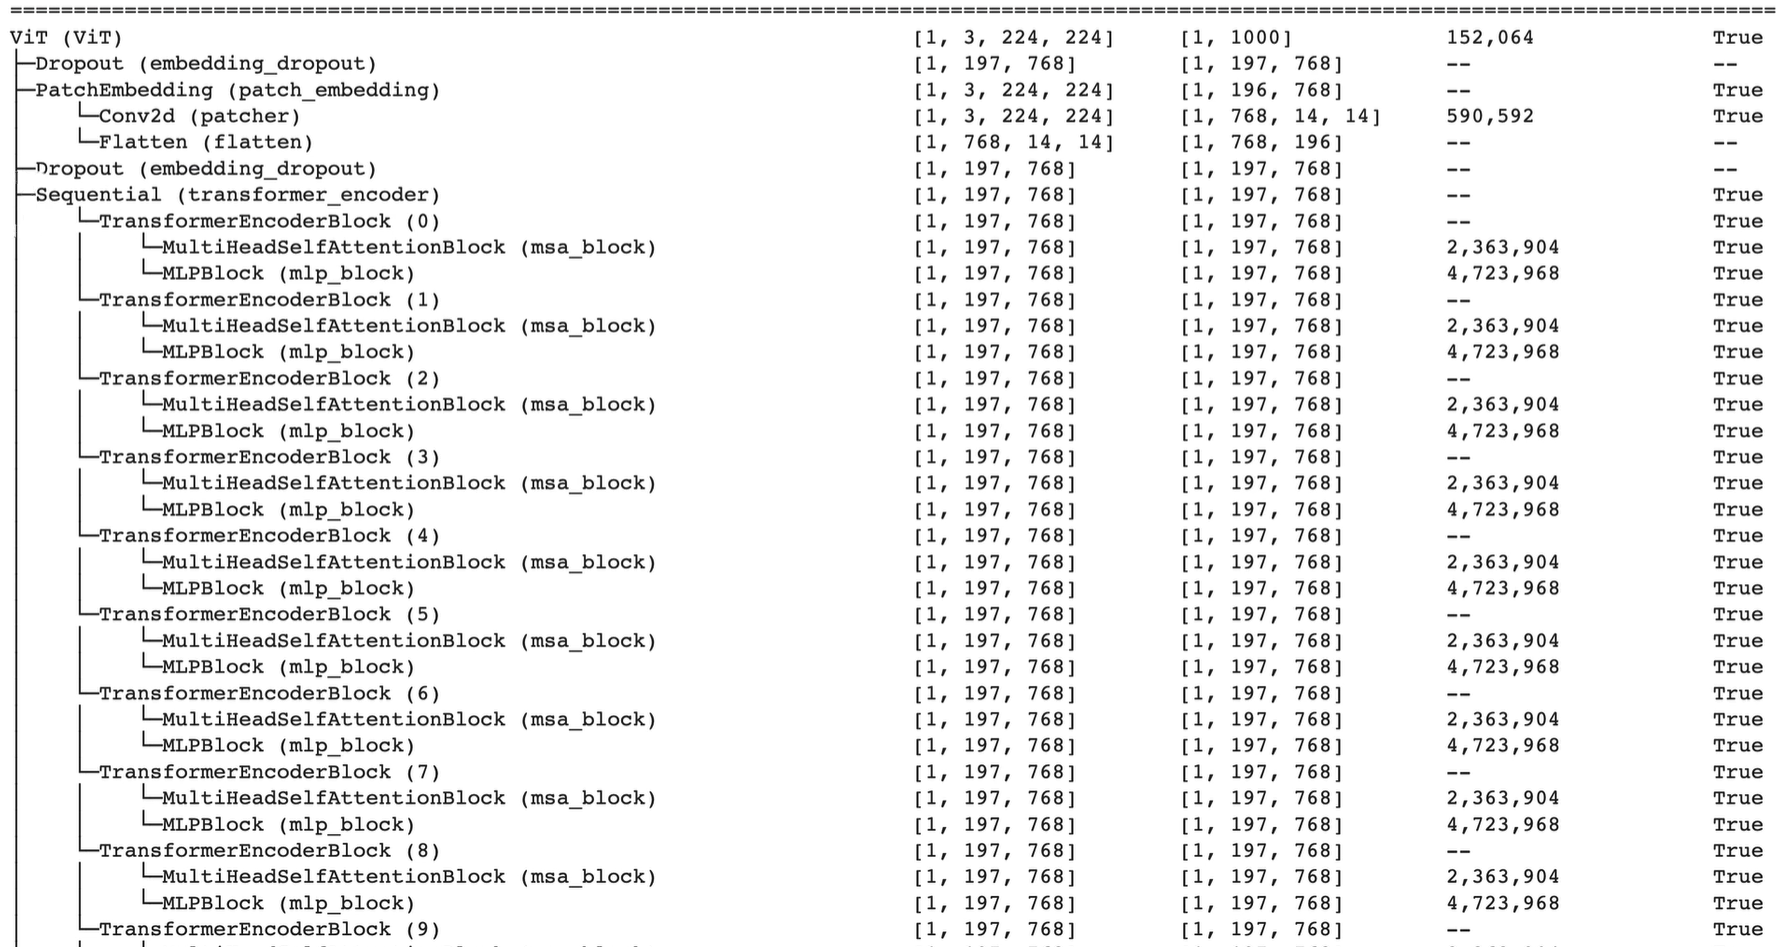 ViT (ViT) [1, 3, 224, 224] [1, 1000] 152,064 True
├─Dropout (embedding_dropout) [1, 197, 768] [1, 197, 768] -- --
├─PatchEmbedding (patch_embedding) [1, 3, 224, 224] [1, 196, 768] -- True
│ └─Conv2d (patcher) [1, 3, 224, 224] [1, 768, 14, 14] 590,592 True
│ └─Flatten (flatten) [1, 768, 14, 14] [1, 768, 196] -- --
├─Dropout (embedding_dropout) [1, 197, 768] [1, 197, 768] -- --
├─Sequential (transformer_encoder) [1, 197, 768] [1, 197, 768] -- True
│ └─TransformerEncoderBlock (0) [1, 197, 768] [1, 197, 768] -- True
│ │ └─MultiHeadSelfAttentionBlock (msa_block) [1, 197, 768] [1, 197, 768] 2,363,904 True
│ │ └─MLPBlock (mlp_block) [1, 197, 768] [1, 197, 768] 4,723,968 True
│ └─TransformerEncoderBlock (1) [1, 197, 768] [1, 197, 768] -- True
│ │ └─MultiHeadSelfAttentionBlock (msa_block) [1, 197, 768] [1, 197, 768] 2,363,904 True
│ │ └─MLPBlock (mlp_block) [1, 197, 768] [1, 197, 768] 4,723,968 True
│ └─TransformerEncoderBlock (2) [1, 197, 768] [1, 197, 768] -- True
│ │ └─MultiHeadSelfAttentionBlock (msa_block) [1, 197, 768] [1, 197, 768] 2,363,904 True
│ │ └─MLPBlock (mlp_block) [1, 197, 768] [1, 197, 768] 4,723,968 True
│ └─TransformerEncoderBlock (3) [1, 197, 768] [1, 197, 768] -- True
│ │ └─MultiHeadSelfAttentionBlock (msa_block) [1, 197, 768] [1, 197, 768] 2,363,904 True
│ │ └─MLPBlock (mlp_block) [1, 197, 768] [1, 197, 768] 4,723,968 True
│ └─TransformerEncoderBlock (4) [1, 197, 768] [1, 197, 768] -- True
│ │ └─MultiHeadSelfAttentionBlock (msa_block) [1, 197, 768] [1, 197, 768] 2,363,904 True
│ │ └─MLPBlock (mlp_block) [1, 197, 768] [1, 197, 768] 4,723,968 True
│ └─TransformerEncoderBlock (5) [1, 197, 768] [1, 197, 768] -- True
│ │ └─MultiHeadSelfAttentionBlock (msa_block) [1, 197, 768] [1, 197, 768] 2,363,904 True
│ │ └─MLPBlock (mlp_block) [1, 197, 768] [1, 197, 768] 4,723,968 True
│ └─TransformerEncoderBlock (6) [1, 197, 768] [1, 197, 768] -- True
│ │ └─MultiHeadSelfAttentionBlock (msa_block) [1, 197, 768] [1, 197, 768] 2,363,904 True
│ │ └─MLPBlock (mlp_block) [1, 197, 768] [1, 197, 768] 4,723,968 True
│ └─TransformerEncoderBlock (7) [1, 197, 768] [1, 197, 768] -- True
│ │ └─MultiHeadSelfAttentionBlock (msa_block) [1, 197, 768] [1, 197, 768] 2,363,904 True
│ │ └─MLPBlock (mlp_block) [1, 197, 768] [1, 197, 768] 4,723,968 True
│ └─TransformerEncoderBlock (8) [1, 197, 768] [1, 197, 768] -- True
│ │ └─MultiHeadSelfAttentionBlock (msa_block) [1, 197, 768] [1, 197, 768] 2,363,904 True
│ │ └─MLPBlock (mlp_block) [1, 197, 768] [1, 197, 768] 4,723,968 True
│ └─TransformerEncoderBlock (9) [1, 197, 768] [1, 197, 768] -- True